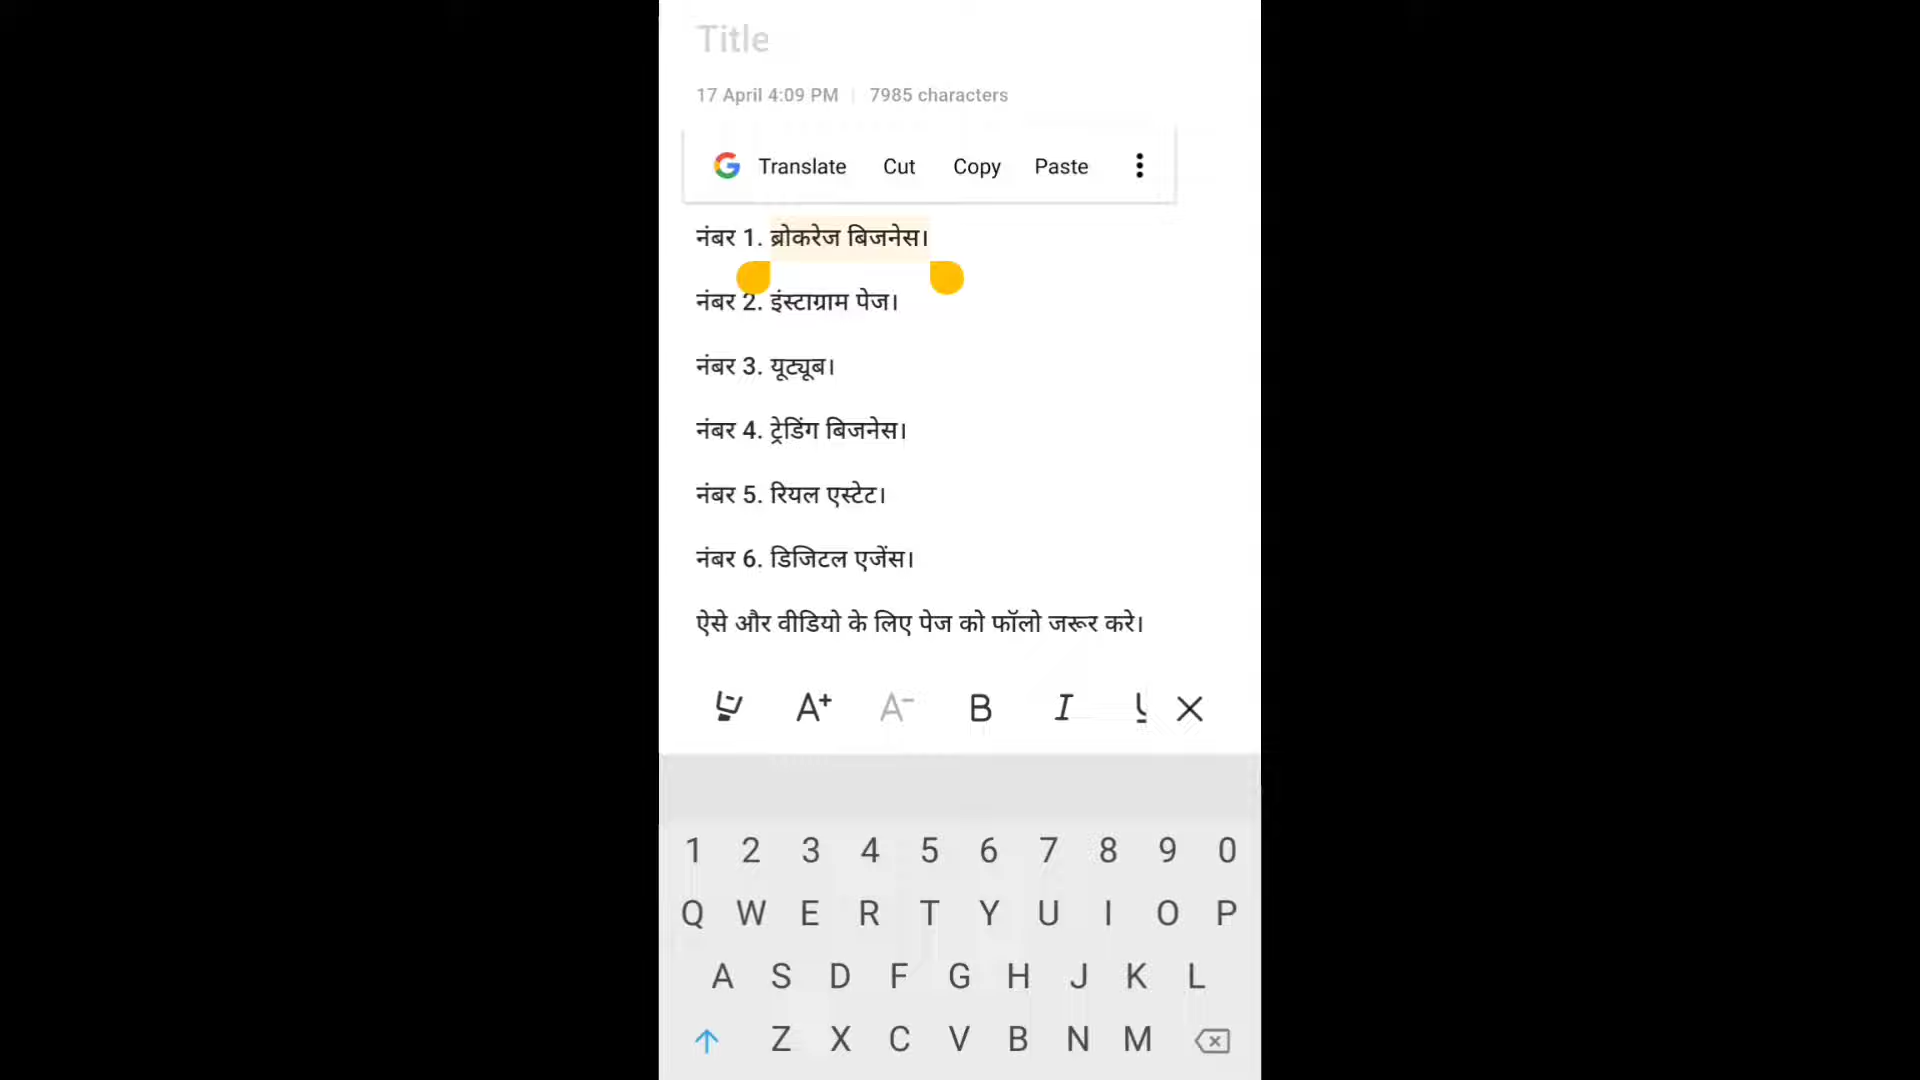 Title
17 April 4:09 PM | 7985 characters
Translate Cut Copy Paste
नंबर 1. ब्रोकरेज बिजनेस।
नंबर 2. इंस्टाग्राम पेज।
नंबर 3. यूट्यूब।
नंबर 4. ट्रेडिंग बिजनेस।
नंबर 5. रियल एस्टेट।
नंबर 6. डिजिटल एजेंस।
ऐसे और वीडियो के लिए पेज को फॉलो जरूर करे।
A+ A- B I
1 2 3 4 5 6 7 8 9 0
Q W E R T Y U I O P
A S D F G H J K L
Z X C V B N M